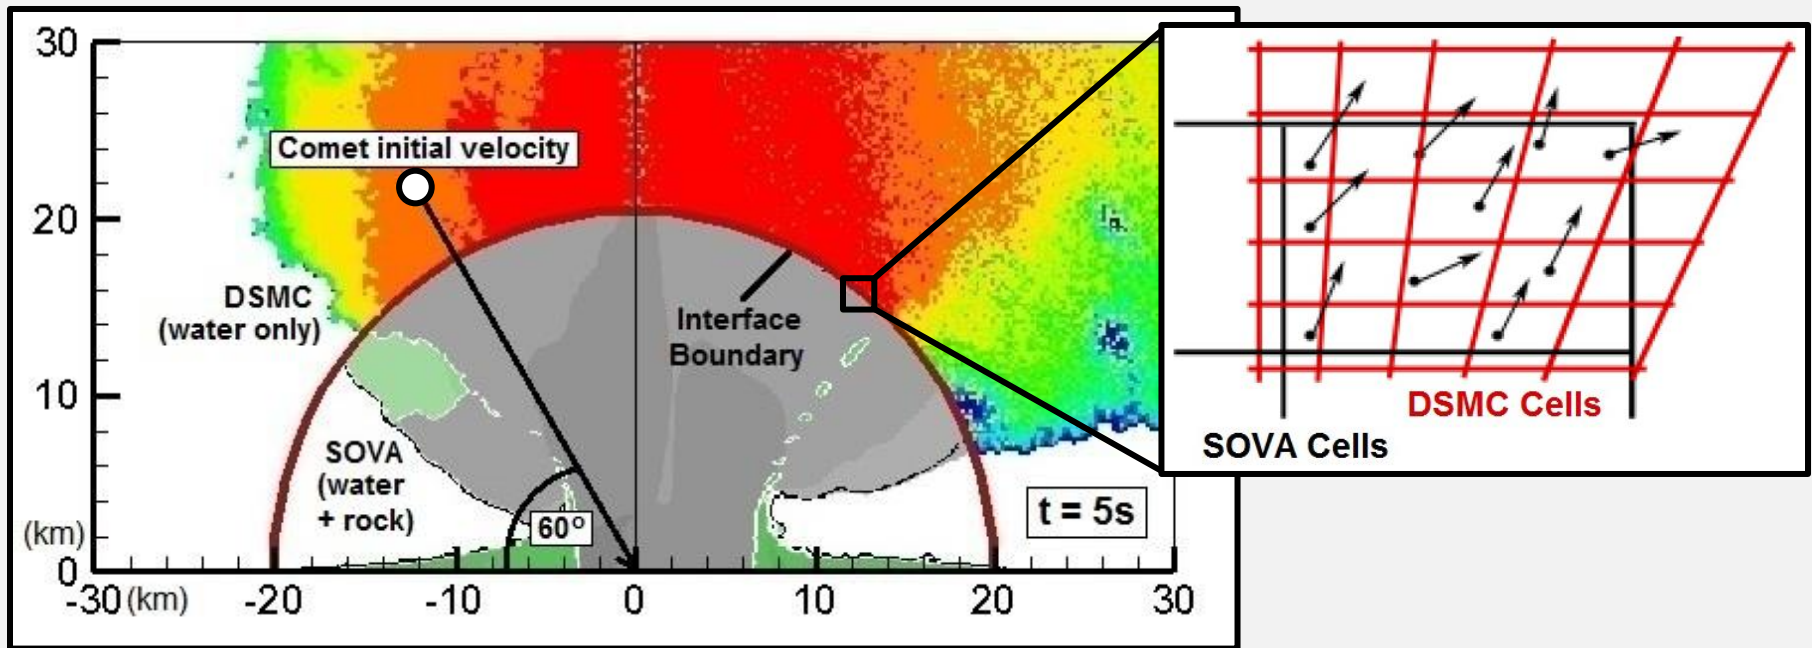 30
20
10
(km)
0
-30
(km)
-20
-10
0
10
20
30
Comet initial velocity
DSMC
(water only)
Interface
Boundary
SOVA
(water
+ rock)
60°
t = 5s
DSMC Cells
SOVA Cells